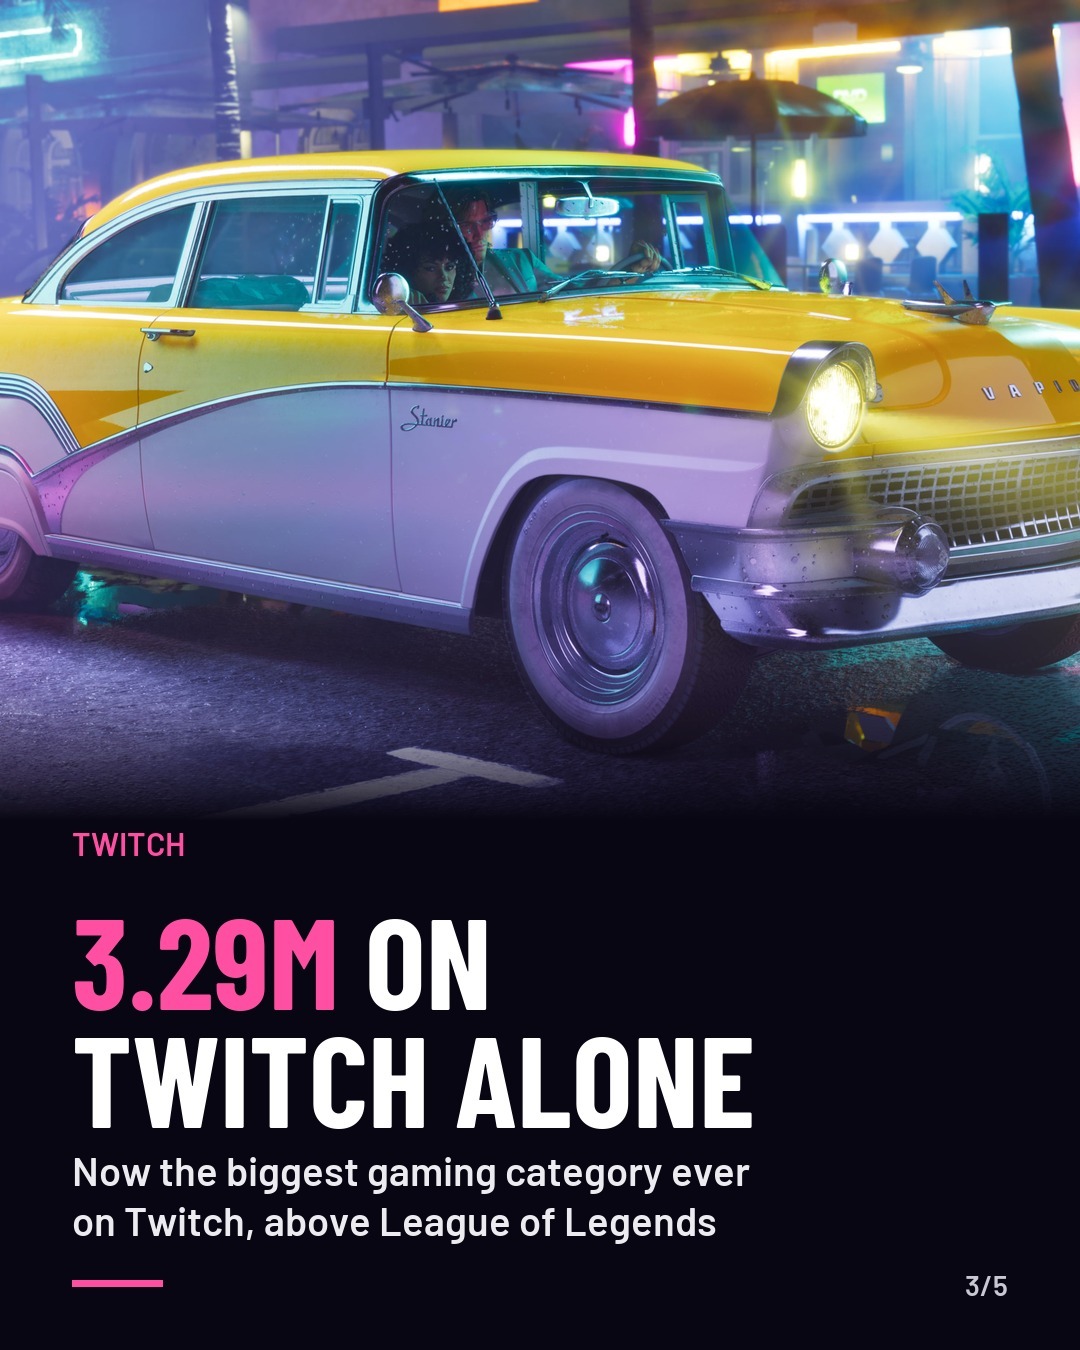 Stanier
VAPID
TWITCH
3.29M ON
TWITCH ALONE
Now the biggest gaming category ever
on Twitch, above League of Legends
3/5